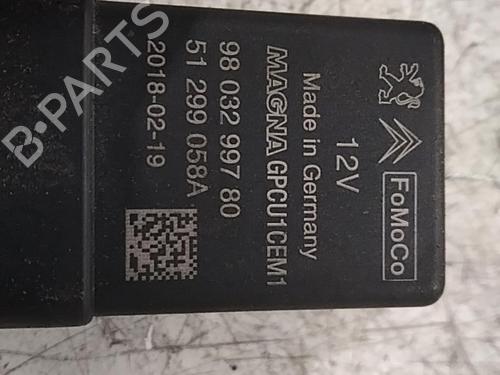 12V
FoMoCo
Made in Germany
MAGNA GPCU1CEM1
98 032 997 80
51 299 058A
2018-02-19
B-PARTS